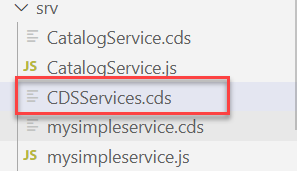 srv
CatalogService.cds
JS CatalogService.js
CDSServices.cds
mysimpleservice.cds
JS mysimpleservice.js